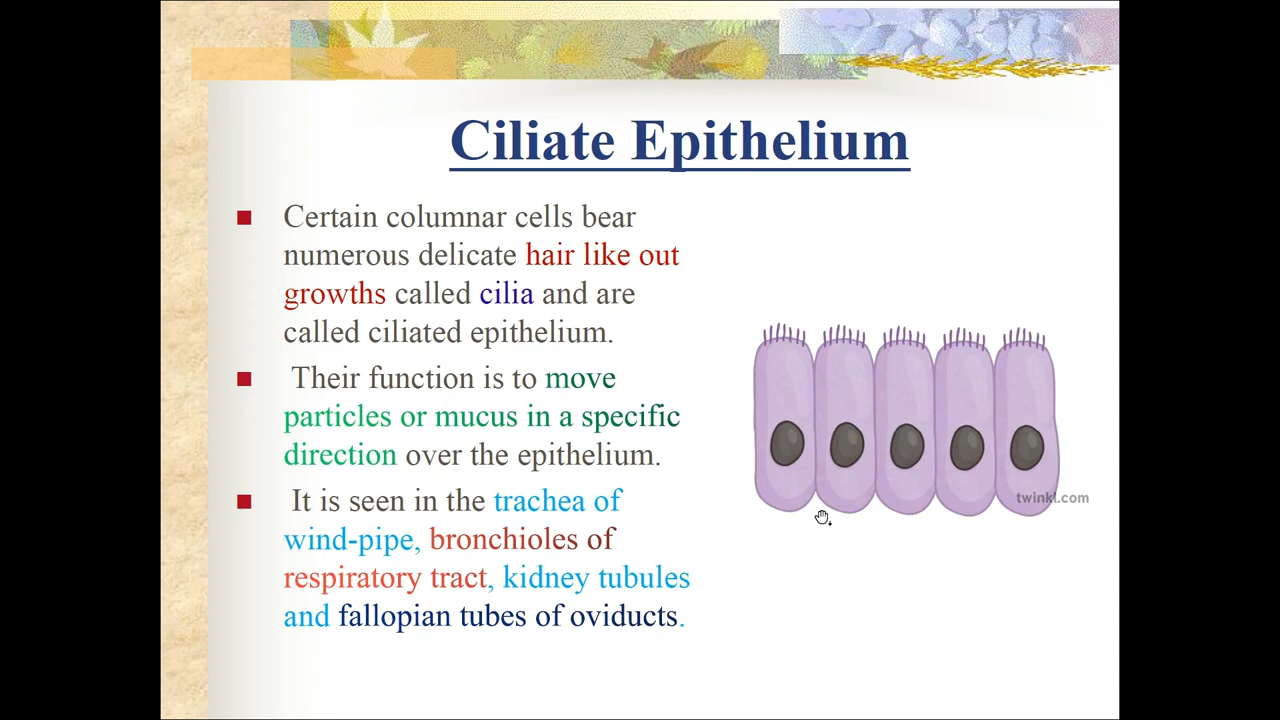 Ciliate Epithelium
Certain columnar cells bear
numerous delicate hair like out
growths called cilia and are
called ciliated epithelium.
Their function is to move
particles or mucus in a specific
direction over the epithelium.
It is seen in the trachea of
wind-pipe, bronchioles of
respiratory tract, kidney tubules
and fallopian tubes of oviducts.
twinkl.com